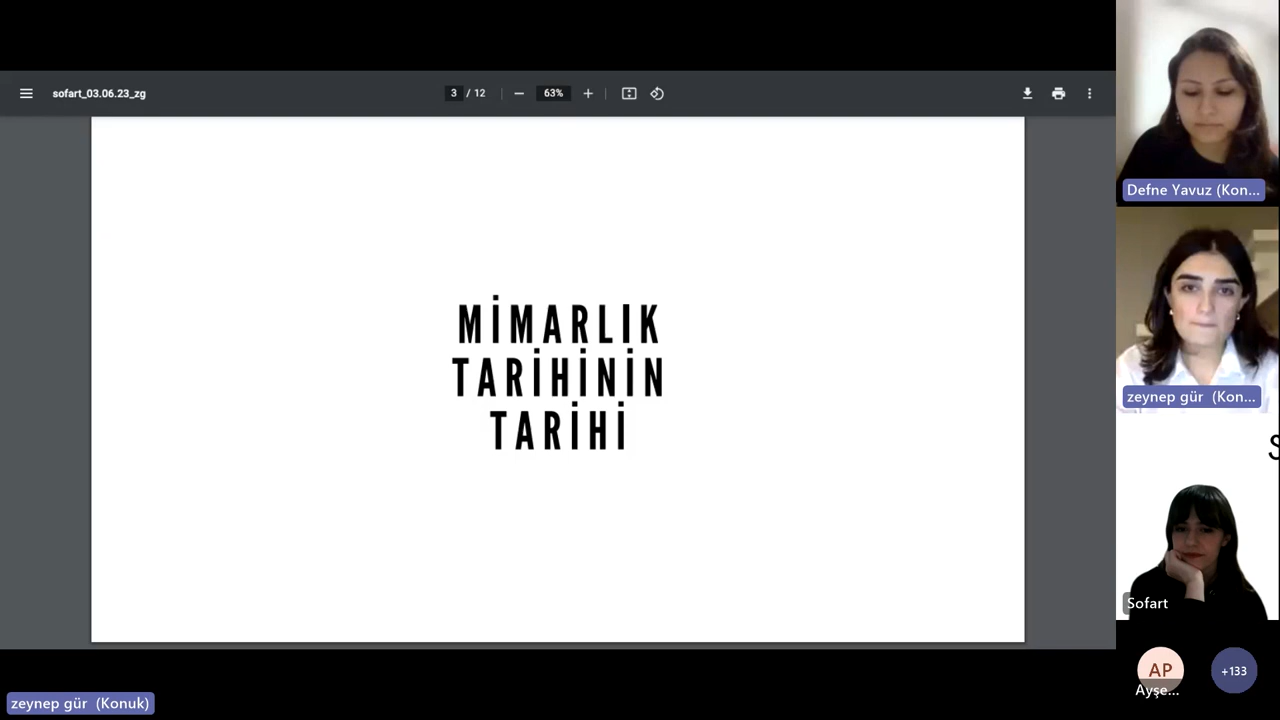 sofart_03.06.23_zg
3 / 12
63%
MİMARLIK
TARİHİNİN
TARİHİ
Defne Yavuz (Kon...
zeynep gür (Kon...
S
Sofart
AP
Ayşe...
+133
zeynep gür (Konuk)